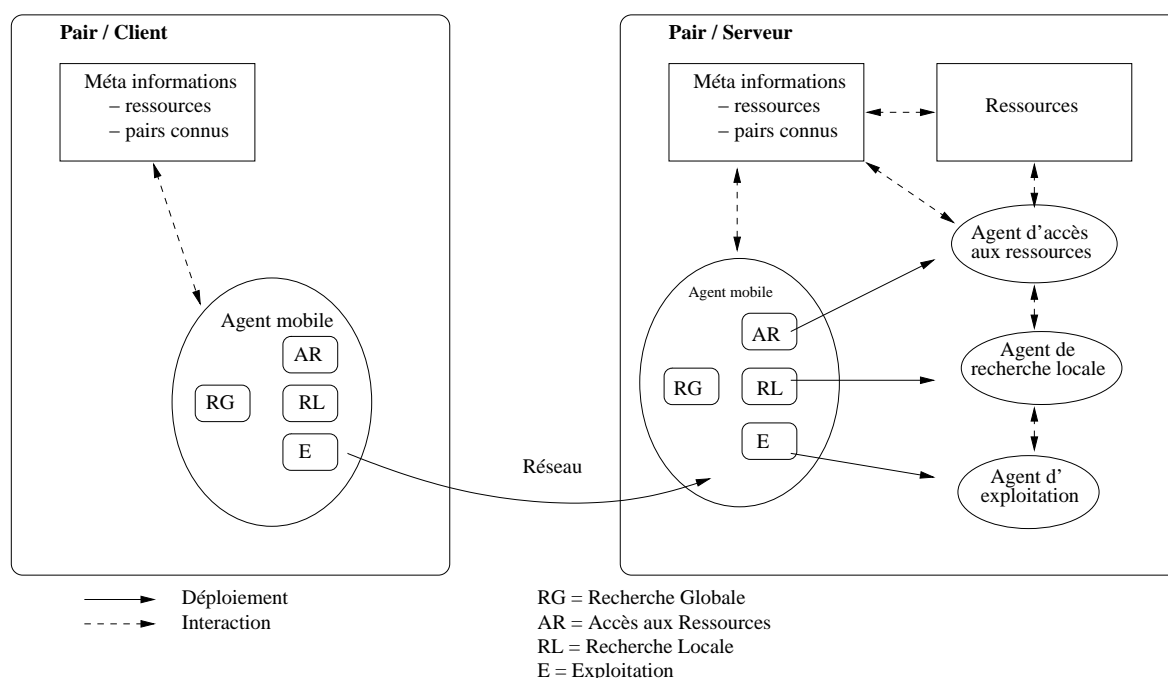 Pair / Client
Méta informations
– ressources
– pairs connus
Agent mobile
AR
RG
RL
E
Réseau
Pair / Serveur
Méta informations
– ressources
– pairs connus
Ressources
Agent d'accès
aux ressources
Agent mobile
AR
RG
RL
E
Agent de
recherche locale
Agent d'
exploitation
Déploiement
Interaction
RG = Recherche Globale
AR = Accès aux Ressources
RL = Recherche Locale
E = Exploitation